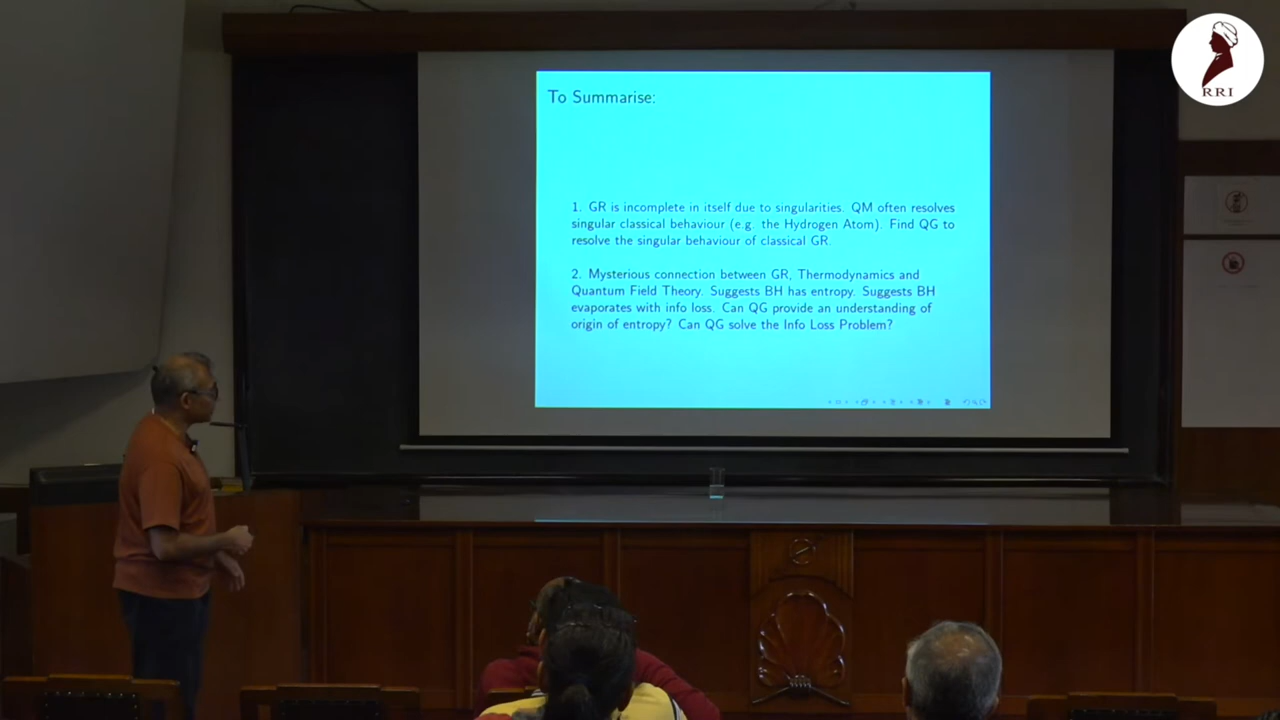 RRI
To Summarise:
1. GR is incomplete in itself due to singularities. QM often resolves
singular classical behaviour (e.g. the Hydrogen Atom). Find QG to
resolve the singular behaviour of classical GR.
2. Mysterious connection between GR, Thermodynamics and
Quantum Field Theory. Suggests BH has entropy. Suggests BH
evaporates with info loss. Can QG provide an understanding of
origin of entropy? Can QG solve the Info Loss Problem?